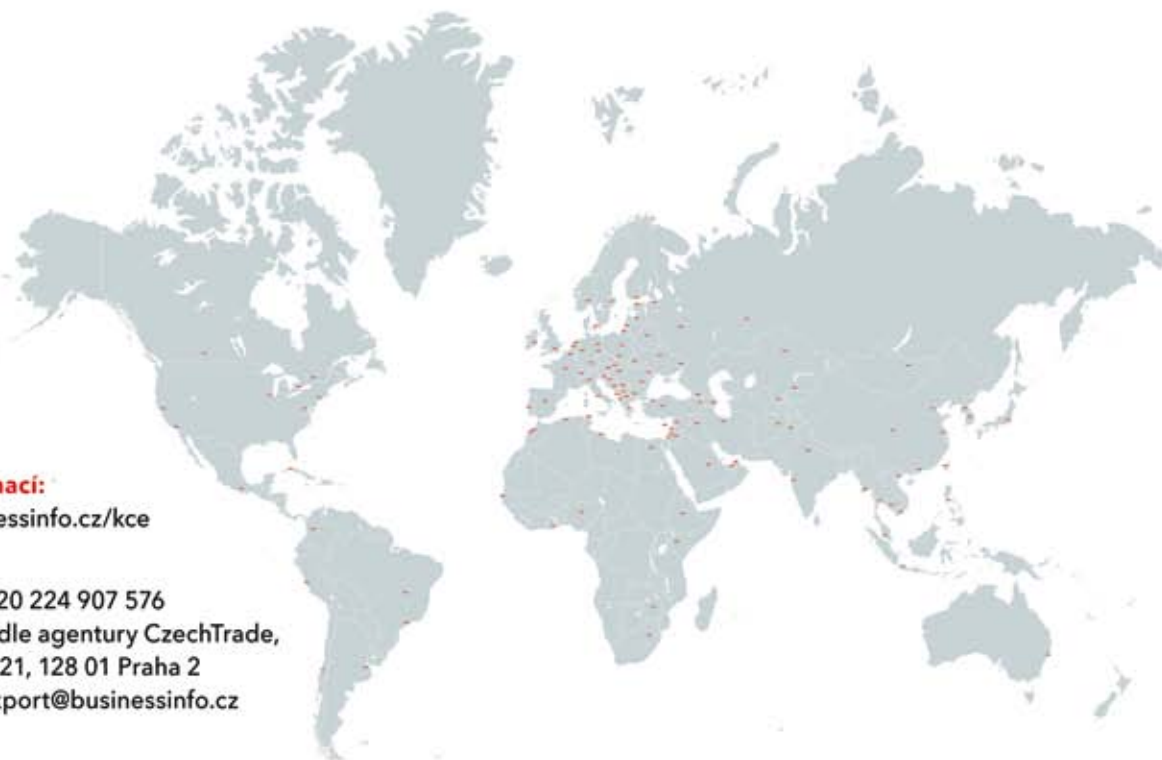 nací:
essinfo.cz/kce
20 224 907 576
dle agentury CzechTrade,
21, 128 01 Praha 2
xport@businessinfo.cz